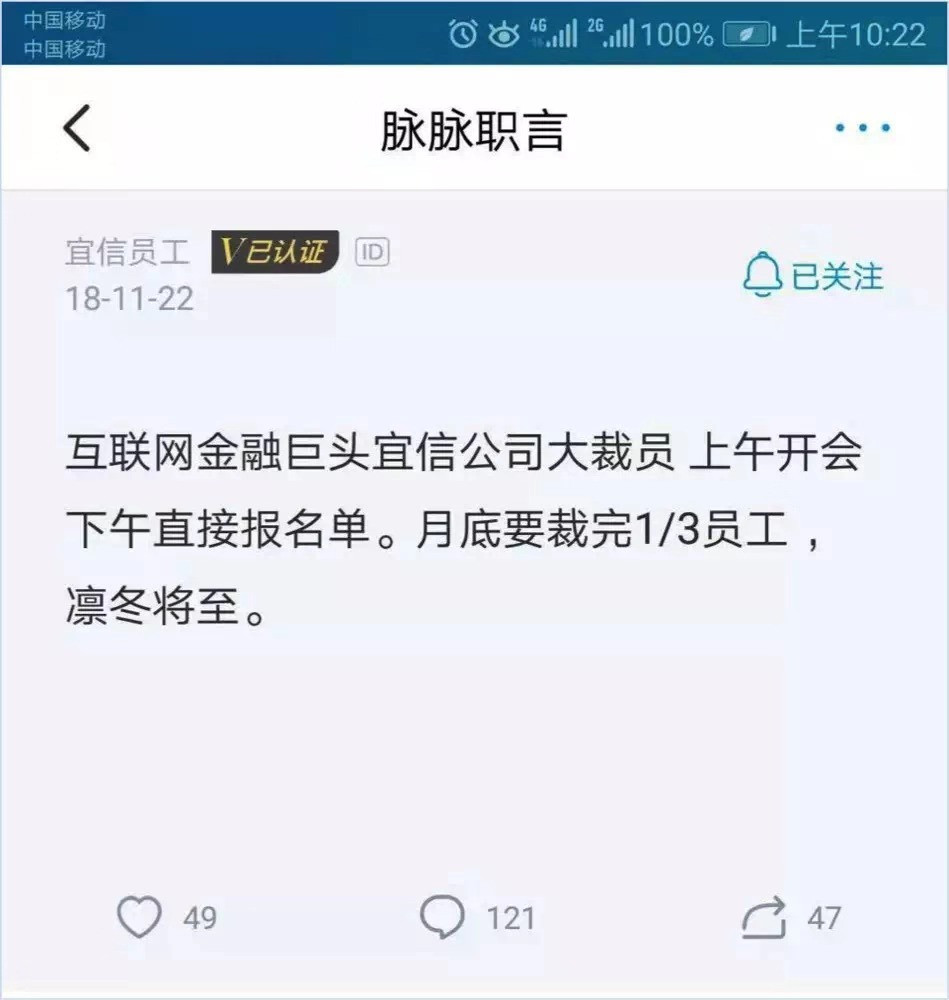 中国移动
中国移动
4G 2G 100% 上午10:22
脉脉职言
宜信员工 V已认证 ID
18-11-22
已关注
互联网金融巨头宜信公司大裁员 上午开会
下午直接报名单。月底要裁完1/3员工，
凛冬将至。
49 121 47